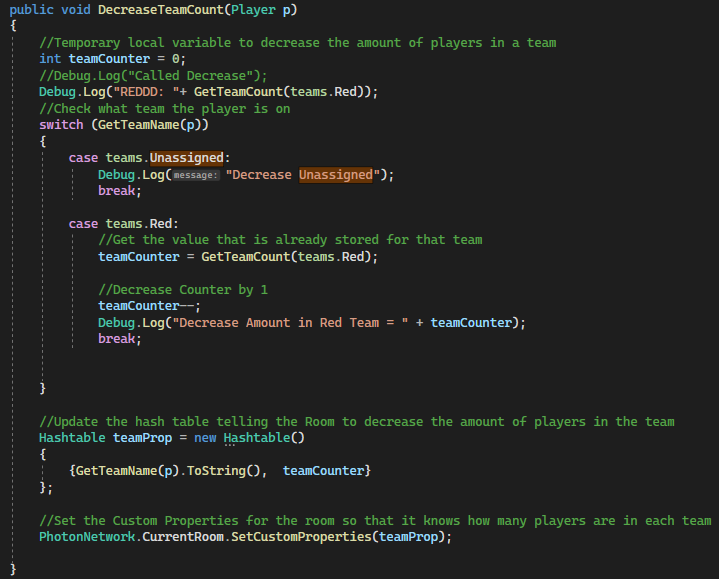 public void DecreaseTeamCount(Player p)
{
//Temporary local variable to decrease the amount of players in a team
int teamCounter = 0;
//Debug.Log("Called Decrease");
Debug.Log("REDDD: "+ GetTeamCount(teams.Red));
//Check what team the player is on
switch (GetTeamName(p))
{
case teams.Unassigned:
Debug.Log(message: "Decrease Unassigned");
break;
case teams.Red:
//Get the value that is already stored for that team
teamCounter = GetTeamCount(teams.Red);
//Decrease Counter by 1
teamCounter--;
Debug.Log("Decrease Amount in Red Team = " + teamCounter);
break;
}
//Update the hash table telling the Room to decrease the amount of players in the team
Hashtable teamProp = new Hashtable()
{
{GetTeamName(p).ToString(), teamCounter}
};
//Set the Custom Properties for the room so that it knows how many players are in each team
PhotonNetwork.CurrentRoom.SetCustomProperties(teamProp);
}